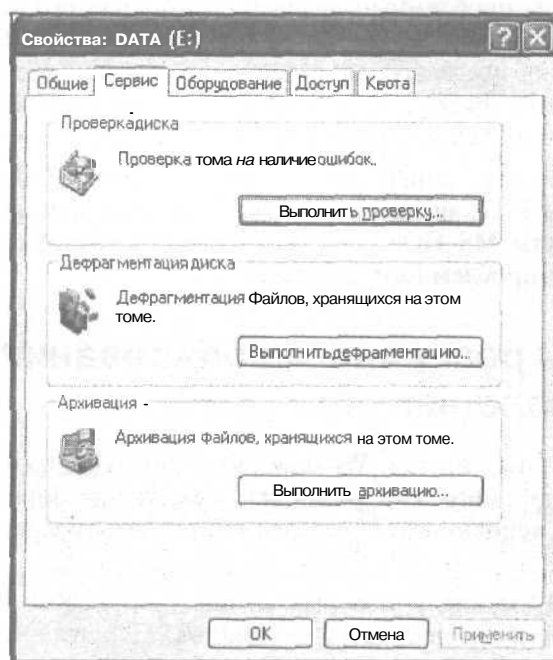 Свойства: DATA (E:)
Общие Сервис Оборудование Доступ Квота
Проверка диска
Проверка тома на наличие ошибок.
Выполнить проверку...
Дефрагментация диска
Дефрагментация файлов, хранящихся на этом
томе.
Выполнить дефрагментацию...
Архивация
Архивация файлов, хранящихся на этом томе.
Выполнить архивацию...
OK Отмена Применить